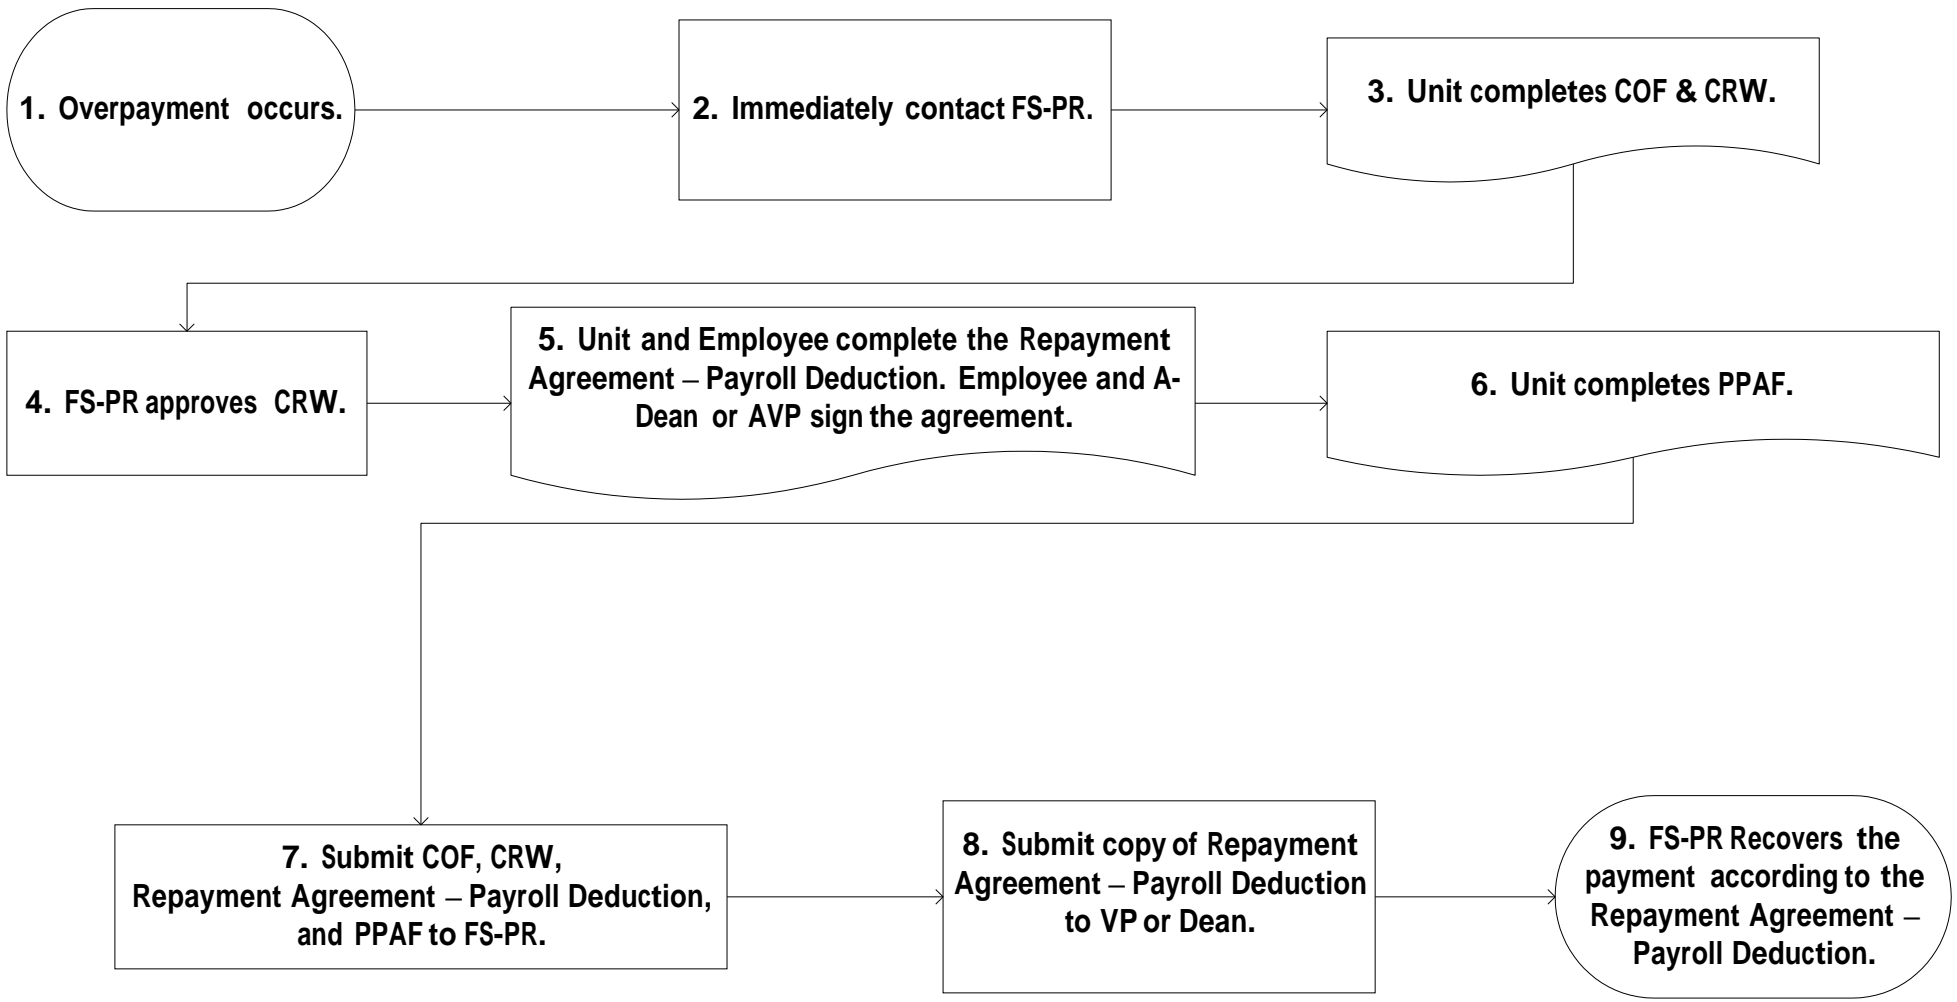 1. Overpayment occurs.
2. Immediately contact FS-PR.
3. Unit completes COF & CRW.
4. FS-PR approves CRW.
5. Unit and Employee complete the Repayment
Agreement – Payroll Deduction. Employee and A-
Dean or AVP sign the agreement.
6. Unit completes PPAF.
7. Submit COF, CRW,
Repayment Agreement – Payroll Deduction,
and PPAF to FS-PR.
8. Submit copy of Repayment
Agreement – Payroll Deduction
to VP or Dean.
9. FS-PR Recovers the
payment according to the
Repayment Agreement –
Payroll Deduction.